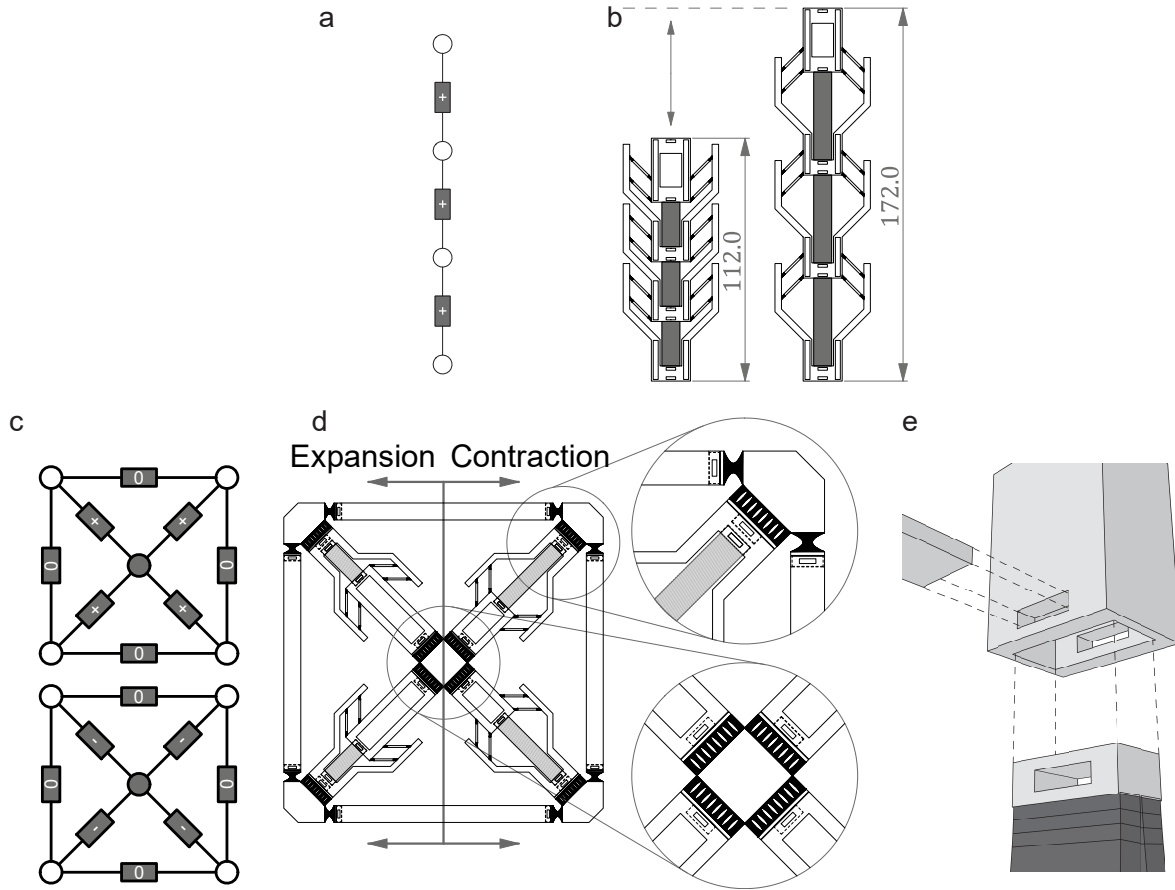 a
b
+
+
+
112.0
172.0
c
d
e
Expansion Contraction
0
+ +
0 0
+ +
0
0
- -
0 0
- -
0